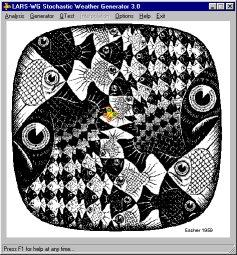 LARS-WG Stochastic Weather Generator 3.0
Analysis Generator QTest Interpolation Options Help Exit
Escher 1959
Press F1 for help at any time...